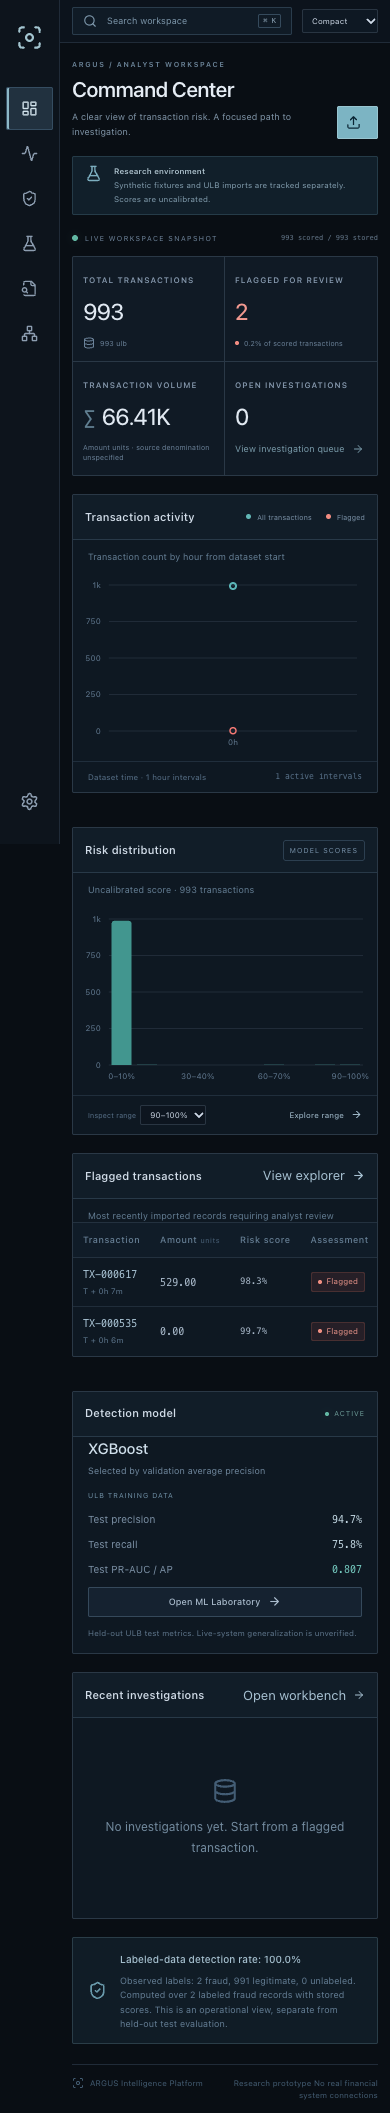 Search workspace
⌘ K
Compact
ARGUS / ANALYST WORKSPACE
Command Center
A clear view of transaction risk. A focused path to
investigation.
Research environment
Synthetic fixtures and ULB imports are tracked separately.
Scores are uncalibrated.
LIVE WORKSPACE SNAPSHOT
993 scored / 993 stored
TOTAL TRANSACTIONS
993
993 ulb
FLAGGED FOR REVIEW
2
0.2% of scored transactions
TRANSACTION VOLUME
∑ 66.41K
Amount units · source denomination
unspecified
OPEN INVESTIGATIONS
0
View investigation queue →
Transaction activity
All transactions
Flagged
Transaction count by hour from dataset start
1k
750
500
250
0
0h
Dataset time · 1 hour intervals
1 active intervals
Risk distribution
MODEL SCORES
Uncalibrated score · 993 transactions
1k
750
500
250
0
0–10%
30–40%
60–70%
90–100%
Inspect range
90–100%
Explore range →
Flagged transactions
View explorer →
Most recently imported records requiring analyst review
Transaction
Amount units
Risk score
Assessment
TX–000617
T + 0h 7m
529.00
98.3%
Flagged
TX–000535
T + 0h 6m
0.00
99.7%
Flagged
Detection model
ACTIVE
XGBoost
Selected by validation average precision
ULB TRAINING DATA
Test precision
94.7%
Test recall
75.8%
Test PR-AUC / AP
0.807
Open ML Laboratory →
Held-out ULB test metrics. Live-system generalization is unverified.
Recent investigations
Open workbench →
No investigations yet. Start from a flagged
transaction.
Labeled-data detection rate: 100.0%
Observed labels: 2 fraud, 991 legitimate, 0 unlabeled.
Computed over 2 labeled fraud records with stored
scores. This is an operational view, separate from
held-out test evaluation.
ARGUS Intelligence Platform
Research prototype No real financial
system connections